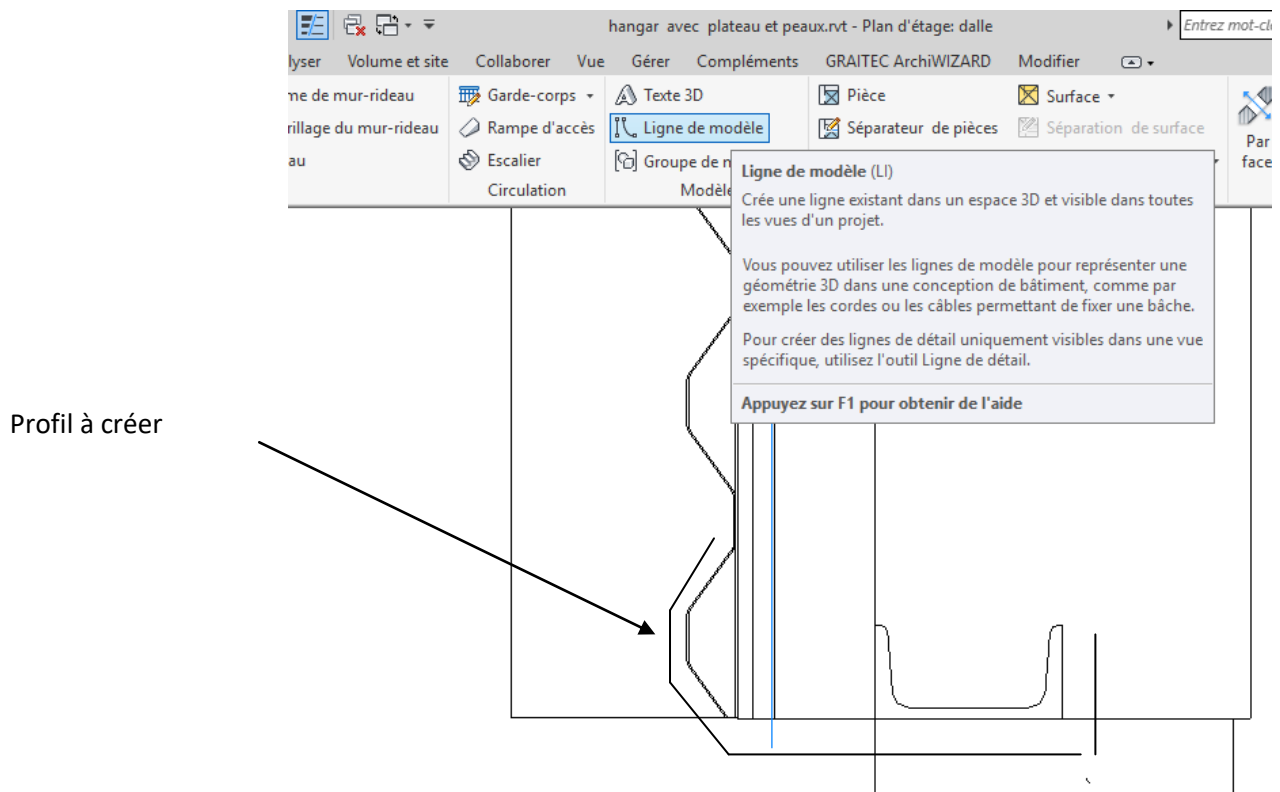 hangar avec plateau et peaux.rvt - Plan d'étage: dalle
Entrez mot-clé
lyser Volume et site Collaborer Vue Gérer Compléments GRAITEC ArchiWIZARD Modifier
me de mur-rideau Garde-corps Texte 3D Pièce Surface
rillage du mur-rideau Rampe d'accès Ligne de modèle Séparateur de pièces Séparation de surface Par
au Escalier Groupe de m face
Circulation Modèle
Ligne de modèle (LI)
Crée une ligne existant dans un espace 3D et visible dans toutes
les vues d'un projet.
Vous pouvez utiliser les lignes de modèle pour représenter une
géométrie 3D dans une conception de bâtiment, comme par
exemple les cordes ou les câbles permettant de fixer une bâche.
Pour créer des lignes de détail uniquement visibles dans une vue
spécifique, utilisez l'outil Ligne de détail.
Appuyez sur F1 pour obtenir de l'aide
Profil à créer